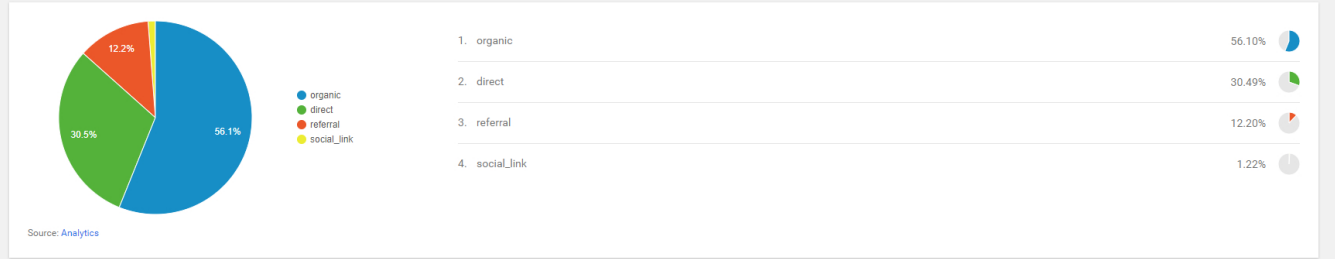 12.2%
30.5%
56.1%
organic
direct
referral
social_link
1. organic 56.10%
2. direct 30.49%
3. referral 12.20%
4. social_link 1.22%
Source: Analytics